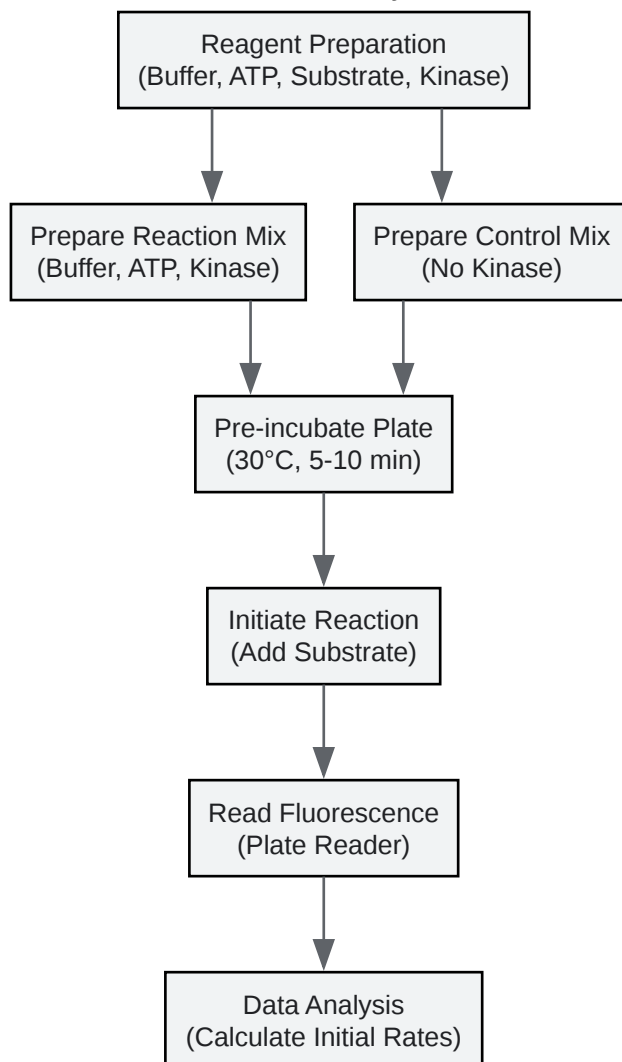 Reagent Preparation
(Buffer, ATP, Substrate, Kinase)
Prepare Reaction Mix
(Buffer, ATP, Kinase)
Prepare Control Mix
(No Kinase)
Pre-incubate Plate
(30°C, 5-10 min)
Initiate Reaction
(Add Substrate)
Read Fluorescence
(Plate Reader)
Data Analysis
(Calculate Initial Rates)